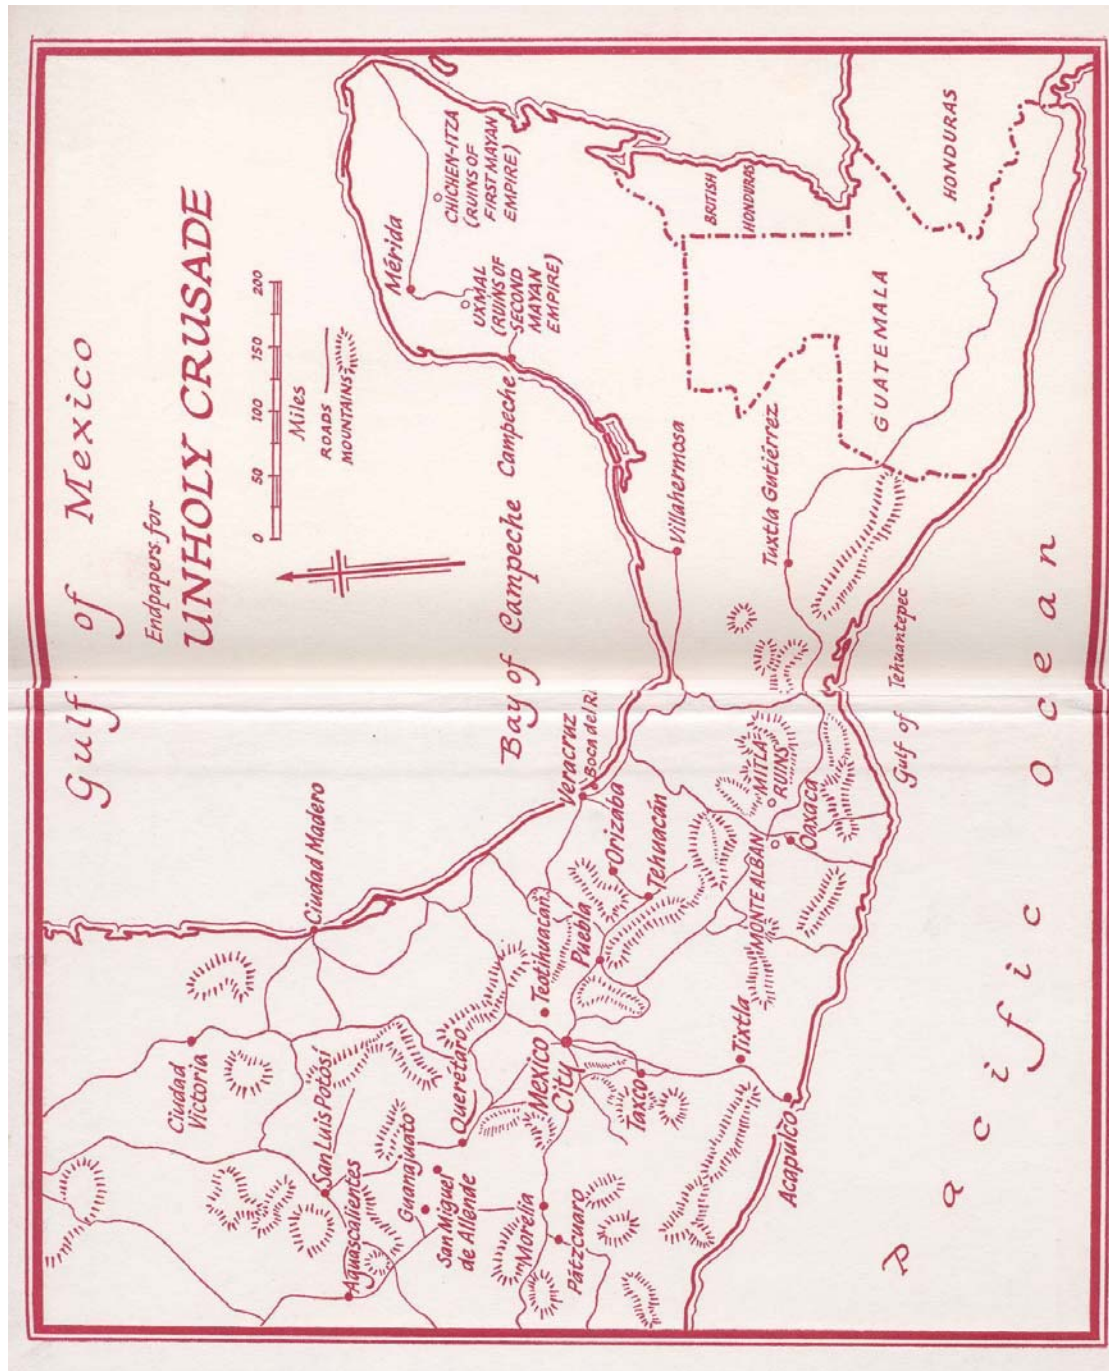 Gulf of Mexico
Endpapers for
UNHOLY CRUSADE
0 50 100 150 200
Miles
ROADS
MOUNTAINS
Bay of Campeche
Mérida
CHICHEN-ITZA
(RUINS OF
FIRST MAYAN
EMPIRE)
UXMAL
(RUINS OF
SECOND
MAYAN
EMPIRE)
Campeche
Villahermosa
Tuxtla Gutiérrez
BRITISH
HONDURAS
GUATEMALA
HONDURAS
Ciudad Madero
Ciudad
Victoria
San Luis Potosí
Aguascalientes
Guanajuato
San Miguel
de Allende
Queretaro
Morelia
Pátzcuaro
Mexico
City
Teotihuacán
Puebla
Orizaba
Tehuacán
Veracruz
Boca del R.
Taxco
Tixtla
Acapulco
MONTE ALBAN
MITLA
RUINS
Oaxaca
Gulf of Tehuantepec
Pacific Ocean